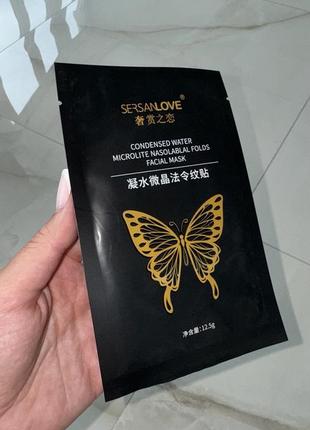 SERSANLOVE®
奢赏之恋
CONDENSED WATER
MICROLITE NASOLABLAL FOLDS
FACIAL MASK
凝水微晶法令纹贴
净含量:12.5g